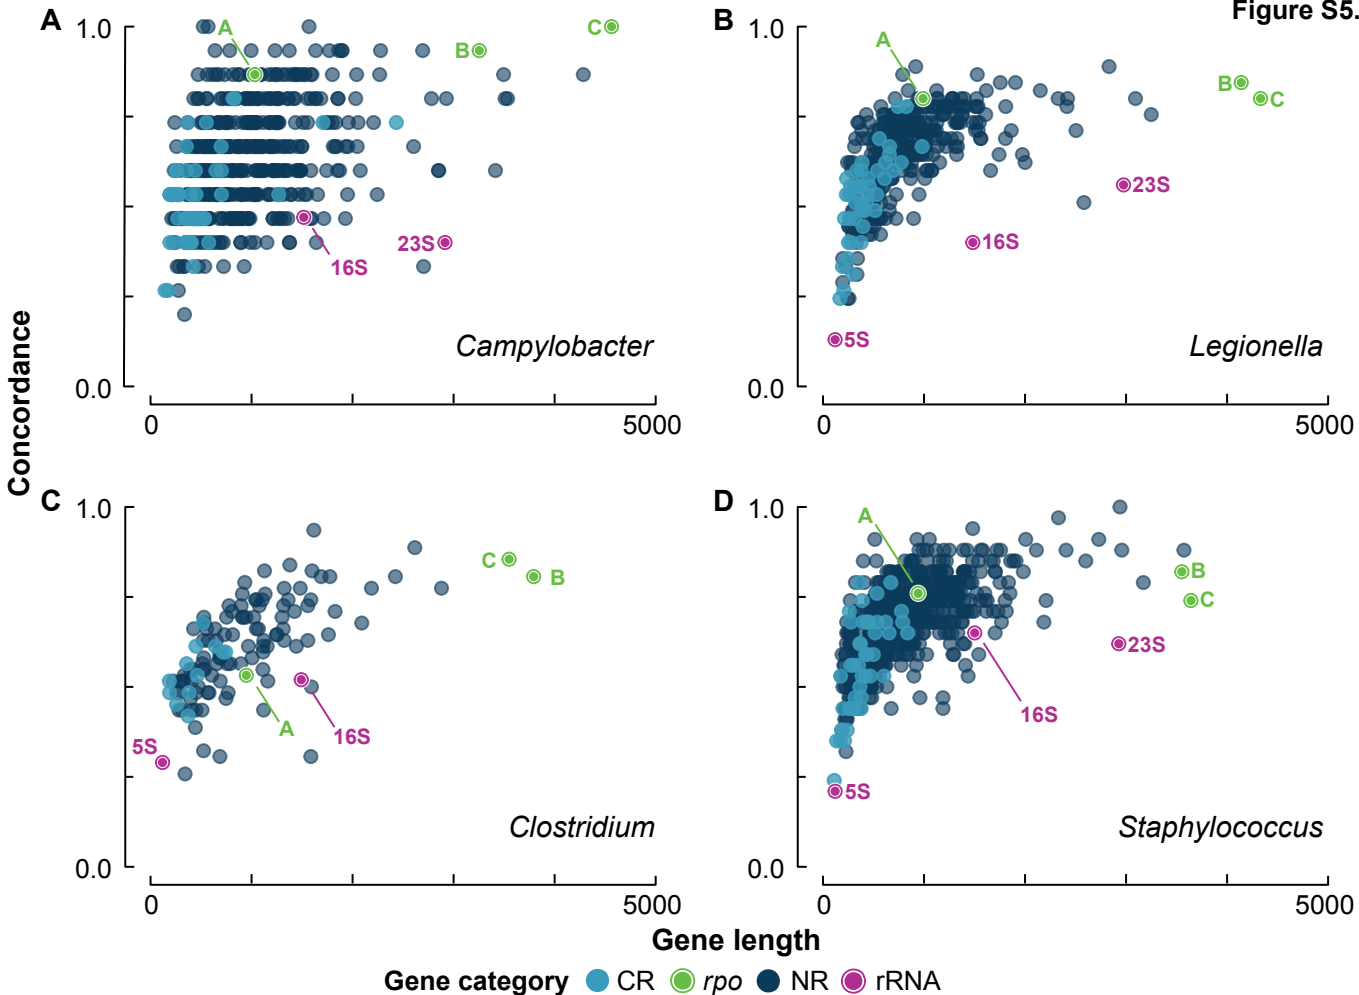 Figure S5.
A
1.0
A
B
C
16S
23S
Campylobacter
0.0
0
5000
B
1.0
A
B
C
23S
16S
5S
Legionella
0.0
0
5000
Concordance
C
1.0
C
B
A
16S
5S
Clostridium
0.0
0
5000
D
1.0
A
B
C
23S
16S
5S
Staphylococcus
0.0
0
5000
Gene length
Gene category CR rpo NR rRNA